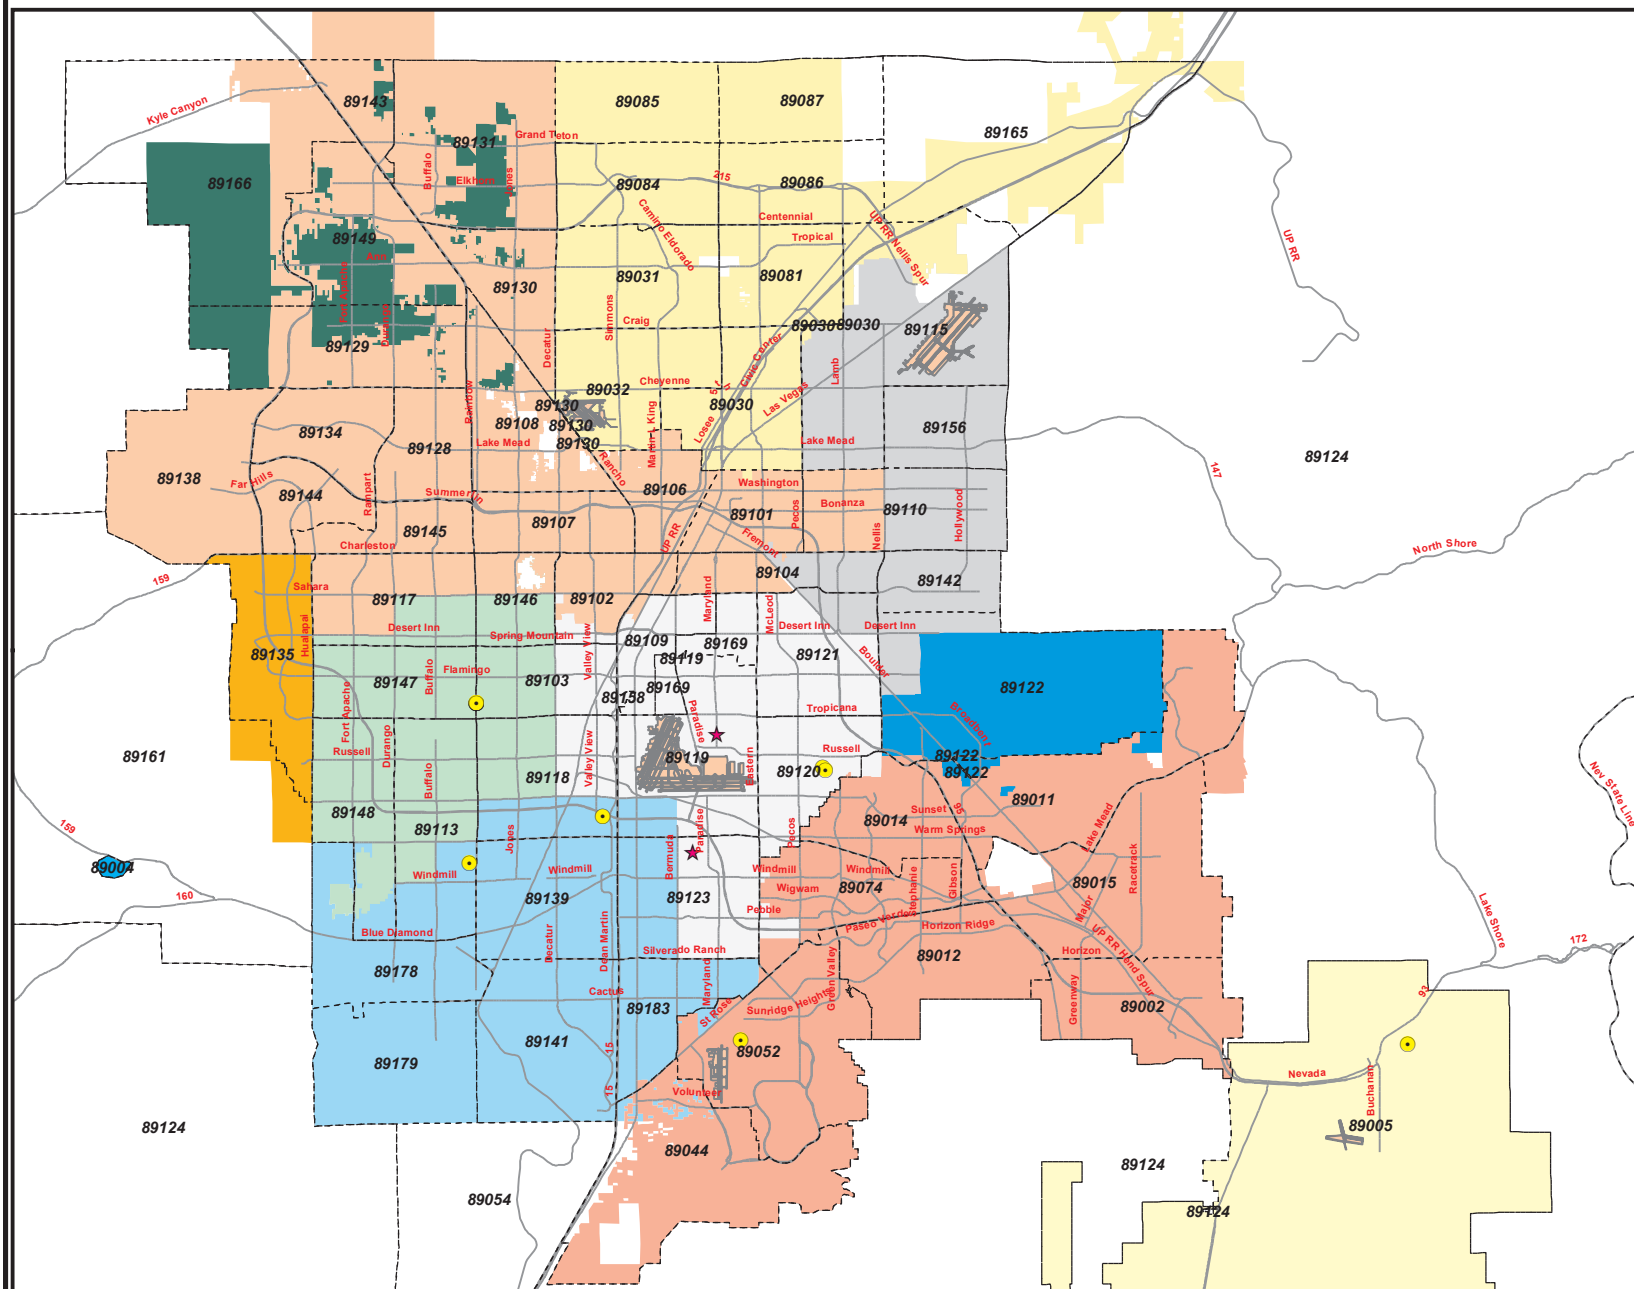 89143
89085
89087
Kyle Canyon
89165
89131
Grand Teton
Buffalo
Elkhorn
Jones
89166
89084
215
89086
Camino Eldorado
Centennial
UP RR Nellis Spur
UP RR
89149
Tropical
Ann
89031
89081
Fort Apache
89130
Simmons
Durango
Craig
89030
89030
89115
89129
Decatur
Civic Center
Lamb
Cheyenne
5th
89032
Rainbow
89130
89030
Las Vegas
89134
89108
89130
Martin L King
Losee
89156
89128
Lake Mead
89130
Lake Mead
89124
147
89138
Far Hills
Rancho
89144
Rampart
Summerlin
89106
Washington
Bonanza
89110
Hollywood
89107
89101
Pecos
89145
UP RR
Nellis
Charleston
Fremont
North Shore
159
Sahara
89104
89142
89117
89146
89102
Maryland
McLeod
Hualapai
Desert Inn
Spring Mountain
Desert Inn
Desert Inn
89109
89169
Valley View
89135
89119
89121
Boulder
Flamingo
89147
Buffalo
89103
89169
89122
89158
Fort Apache
Paradise
Tropicana
Broadbent
Russell
Durango
Russell
89161
89119
89122
Valley View
Eastern
89120
89122
Nev State Line
89118
Buffalo
89011
95
Sunset
89148
89113
89014
Lake Mead
159
Jones
Bermuda
Paradise
Pecos
Warm Springs
Racetrack
89004
Windmill
Windmill
Windmill
Windmill
89015
Wigwam
89074
Stephanie
Gibson
160
89139
89123
Pebble
Major
Lake Shore
Paseo Verde
Horizon Ridge
Blue Diamond
Decatur
Dean Martin
UP RR Hend Spur
172
Silverado Ranch
Horizon
89012
89178
Maryland
Green Valley
Cactus
Greenway
93
89183
St Rose
Sunridge Heights
89002
89141
15
89052
89179
Nevada
15
Volunteer
Buchanan
89124
89005
89044
89124
89054
89124